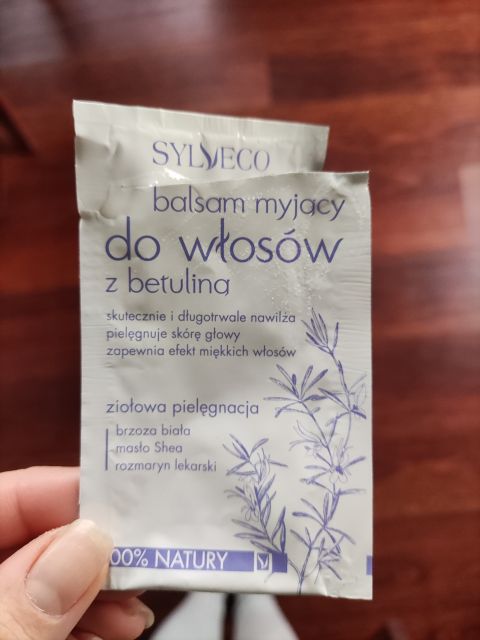 SYLVECO
balsam myjący
do włosów
z betuliną
skutecznie i długotrwale nawilża
pielęgnuje skórę głowy
zapewnia efekt miękkich włosów
ziołowa pielęgnacja
brzoza biała
masło Shea
rozmaryn lekarski
00% NATURY